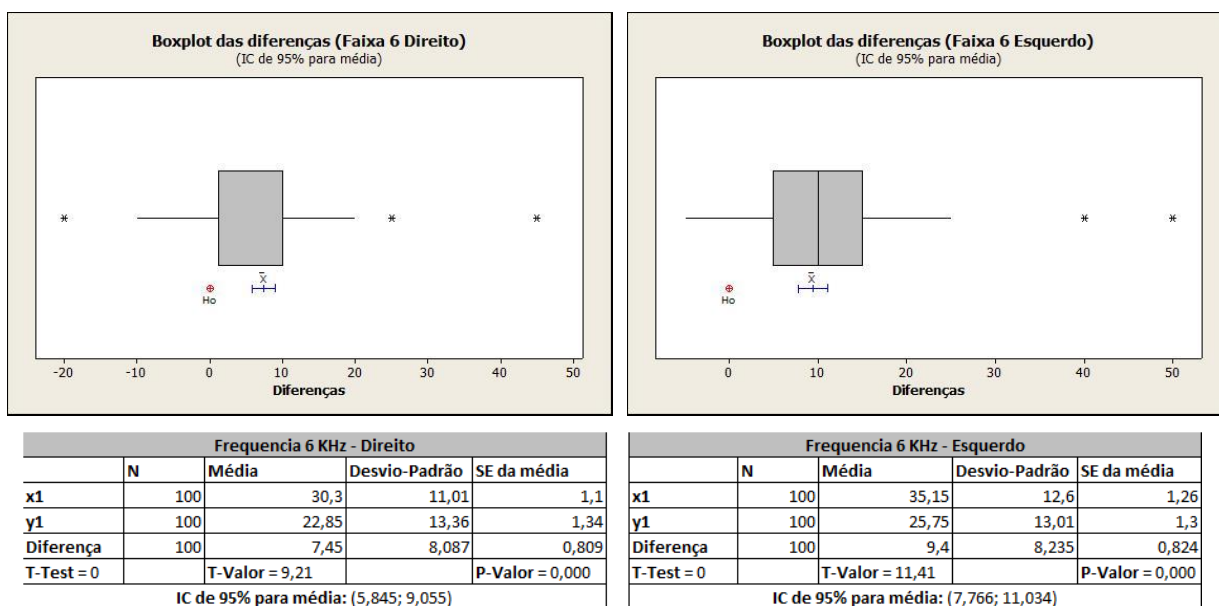 Boxplot das diferenças (Faixa 6 Direito)
(IC de 95% para média)
X̄
Ho
-20 -10 0 10 20 30 40 50
Diferenças
Boxplot das diferenças (Faixa 6 Esquerdo)
(IC de 95% para média)
X̄
Ho
0 10 20 30 40 50
Diferenças
Frequencia 6 KHz - Direito
N Média Desvio-Padrão SE da média
x1 100 30,3 11,01 1,1
y1 100 22,85 13,36 1,34
Diferença 100 7,45 8,087 0,809
T-Test = 0 T-Valor = 9,21 P-Valor = 0,000
IC de 95% para média: (5,845; 9,055)
Frequencia 6 KHz - Esquerdo
N Média Desvio-Padrão SE da média
x1 100 35,15 12,6 1,26
y1 100 25,75 13,01 1,3
Diferença 100 9,4 8,235 0,824
T-Test = 0 T-Valor = 11,41 P-Valor = 0,000
IC de 95% para média: (7,766; 11,034)